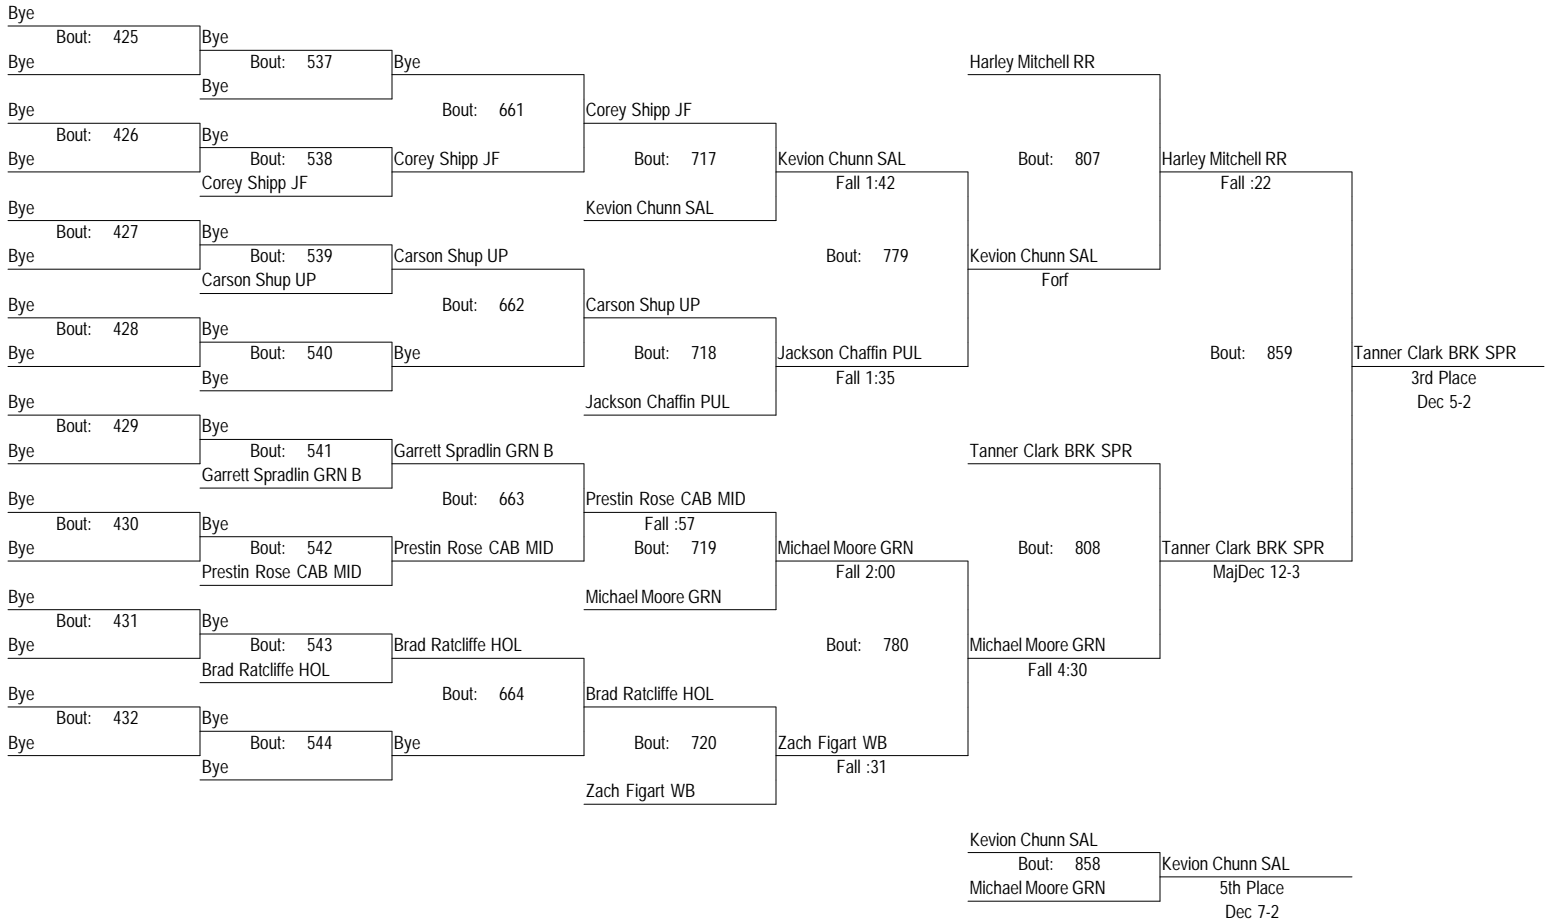 Bye
Bout: 425
Bye
Bye
Bout: 537
Bye
Bye
Bout: 426
Bye
Bye
Bout: 538
Corey Shipp JF
Bye
Bout: 661
Corey Shipp JF
Bye
Bout: 427
Bye
Bye
Bout: 539
Carson Shup UP
Bye
Bout: 428
Bye
Bye
Bout: 540
Bye
Carson Shup UP
Bout: 662
Bye
Bye
Bout: 429
Bye
Bye
Bout: 541
Garrett Spradlin GRN B
Bye
Bout: 430
Bye
Bye
Bout: 542
Prestin Rose CAB MID
Garrett Spradlin GRN B
Bout: 663
Prestin Rose CAB MID
Bye
Bout: 431
Bye
Bye
Bout: 543
Brad Ratcliffe HOL
Bye
Bout: 432
Bye
Bye
Bout: 544
Bye
Brad Ratcliffe HOL
Bout: 664
Bye
Corey Shipp JF
Bout: 717
Kevion Chunn SAL
Carson Shup UP
Bout: 718
Jackson Chaffin PUL
Prestin Rose CAB MID
Fall :57
Bout: 719
Michael Moore GRN
Brad Ratcliffe HOL
Bout: 720
Zach Figart WB
Kevion Chunn SAL
Fall 1:42
Bout: 779
Jackson Chaffin PUL
Fall 1:35
Michael Moore GRN
Fall 2:00
Bout: 780
Zach Figart WB
Fall :31
Harley Mitchell RR
Bout: 807
Kevion Chunn SAL
Forf
Tanner Clark BRK SPR
Bout: 808
Michael Moore GRN
Fall 4:30
Harley Mitchell RR
Fall :22
Bout: 859
Tanner Clark BRK SPR
MajDec 12-3
Tanner Clark BRK SPR
3rd Place
Dec 5-2
Kevion Chunn SAL
Bout: 858
Michael Moore GRN
Kevion Chunn SAL
5th Place
Dec 7-2